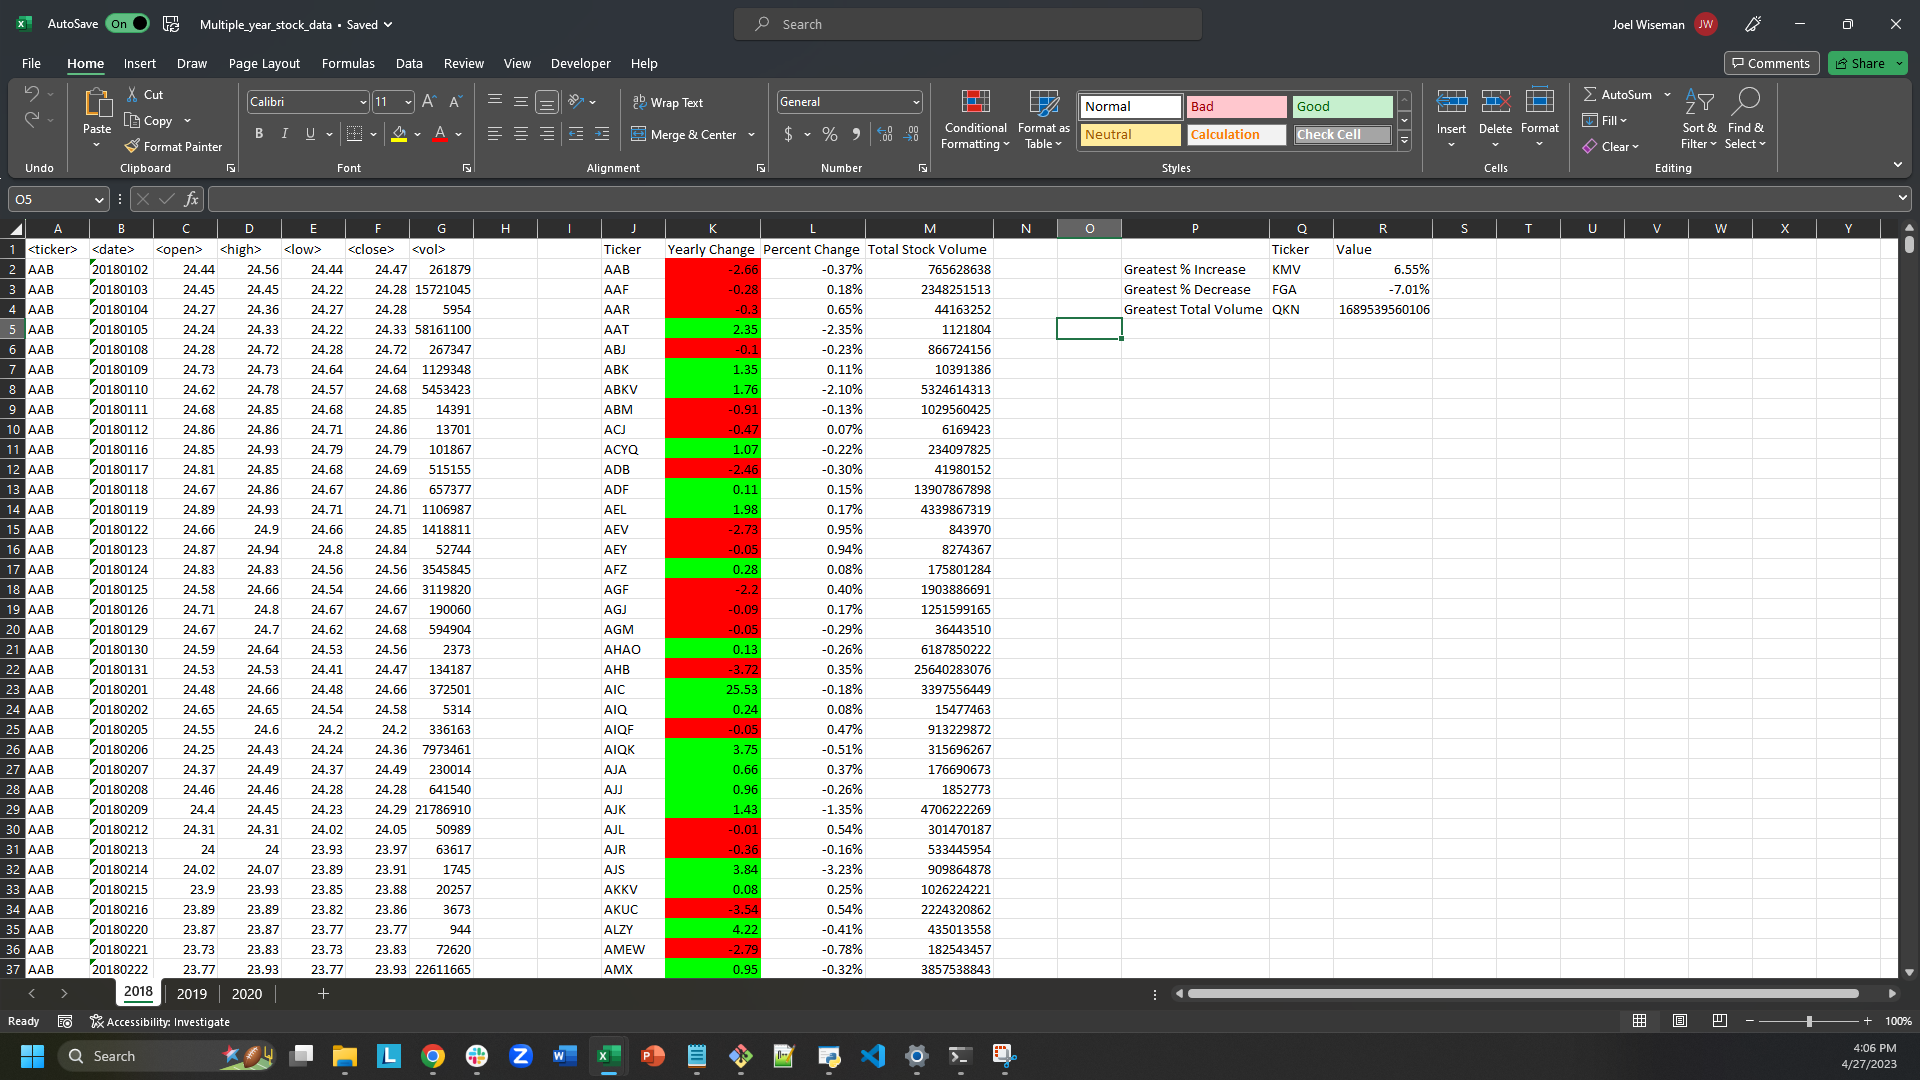 AutoSave On Multiple_year_stock_data • Saved Search Joel Wiseman JW
File Home Insert Draw Page Layout Formulas Data Review View Developer Help Comments Share
Cut Calibri 11 Wrap Text General Normal Bad Good AutoSum
Paste Copy Conditional Formatting Format as Table Insert Delete Format Fill Sort & Filter Find & Select
Format Painter B I U A Merge & Center $ % Neutral Calculation Check Cell Clear
Undo Clipboard Font Alignment Number Styles Cells Editing
O5 fx
A B C D E F G H I J K L M N O P Q R S T U V W X Y
1 <ticker> <date> <open> <high> <low> <close> <vol> Ticker Yearly Change Percent Change Total Stock Volume Ticker Value
2 AAB 20180102 24.44 24.56 24.44 24.47 261879 AAB -2.66 -0.37% 765628638 Greatest % Increase KMV 6.55%
3 AAB 20180103 24.45 24.45 24.22 24.28 15721045 AAF -0.28 0.18% 2348251513 Greatest % Decrease FGA -7.01%
4 AAB 20180104 24.27 24.36 24.27 24.28 5954 AAR -0.3 0.65% 44163252 Greatest Total Volume QKN 1689539560106
5 AAB 20180105 24.24 24.33 24.22 24.33 58161100 AAT 2.35 -2.35% 1121804
6 AAB 20180108 24.28 24.72 24.28 24.72 267347 ABJ -0.1 -0.23% 866724156
7 AAB 20180109 24.73 24.73 24.64 24.64 1129348 ABK 1.35 0.11% 10391386
8 AAB 20180110 24.62 24.78 24.57 24.68 5453423 ABKV 1.76 -2.10% 5324614313
9 AAB 20180111 24.68 24.85 24.68 24.85 14391 ABM -0.91 -0.13% 1029560425
10 AAB 20180112 24.86 24.86 24.71 24.86 13701 ACJ -0.47 0.07% 6169423
11 AAB 20180116 24.85 24.93 24.79 24.79 101867 ACYQ 1.07 -0.22% 234097825
12 AAB 20180117 24.81 24.85 24.68 24.69 515155 ADB -2.46 -0.30% 41980152
13 AAB 20180118 24.67 24.86 24.67 24.86 657377 ADF 0.11 0.15% 13907867898
14 AAB 20180119 24.89 24.93 24.71 24.71 1106987 AEL 1.98 0.17% 4339867319
15 AAB 20180122 24.66 24.9 24.66 24.85 1418811 AEV -2.73 0.95% 843970
16 AAB 20180123 24.87 24.94 24.8 24.84 52744 AEY -0.05 0.94% 8274367
17 AAB 20180124 24.83 24.83 24.56 24.56 3545845 AFZ 0.28 0.08% 175801284
18 AAB 20180125 24.58 24.66 24.54 24.66 3119820 AGF -2.2 0.40% 1903886691
19 AAB 20180126 24.71 24.8 24.67 24.67 190060 AGJ -0.09 0.17% 1251599165
20 AAB 20180129 24.67 24.7 24.62 24.68 594904 AGM -0.05 -0.29% 36443510
21 AAB 20180130 24.59 24.64 24.53 24.56 2373 AHAO 0.13 -0.26% 6187850222
22 AAB 20180131 24.53 24.53 24.41 24.47 134187 AHB -3.72 0.35% 25640283076
23 AAB 20180201 24.48 24.66 24.48 24.66 372501 AIC 25.53 -0.18% 3397556449
24 AAB 20180202 24.65 24.65 24.54 24.58 5314 AIQ 0.24 0.08% 15477463
25 AAB 20180205 24.55 24.6 24.2 24.2 336163 AIQF -0.05 0.47% 913229872
26 AAB 20180206 24.25 24.43 24.24 24.36 7973461 AIQK 3.75 -0.51% 315696267
27 AAB 20180207 24.37 24.49 24.37 24.49 230014 AJA 0.66 0.37% 176690673
28 AAB 20180208 24.46 24.46 24.28 24.28 641540 AJJ 0.96 -0.26% 1852773
29 AAB 20180209 24.4 24.45 24.23 24.29 21786910 AJK 1.43 -1.35% 4706222269
30 AAB 20180212 24.31 24.31 24.02 24.05 50989 AJL -0.01 0.54% 301470187
31 AAB 20180213 24 24 23.93 23.97 63617 AJR -0.36 -0.16% 533445954
32 AAB 20180214 24.02 24.07 23.89 23.91 1745 AJS 3.84 -3.23% 909864878
33 AAB 20180215 23.9 23.93 23.85 23.88 20257 AKKV 0.08 0.25% 1026224221
34 AAB 20180216 23.89 23.89 23.82 23.86 3673 AKUC -3.54 0.54% 2224320862
35 AAB 20180220 23.87 23.87 23.77 23.77 944 ALZY 4.22 -0.41% 435013558
36 AAB 20180221 23.73 23.83 23.73 23.83 72620 AMEW -2.79 -0.78% 182543457
37 AAB 20180222 23.77 23.93 23.77 23.93 22611665 AMX 0.95 -0.32% 3857538843
2018 2019 2020
Ready Accessibility: Investigate 100%
Search 4:06 PM
4/27/2023